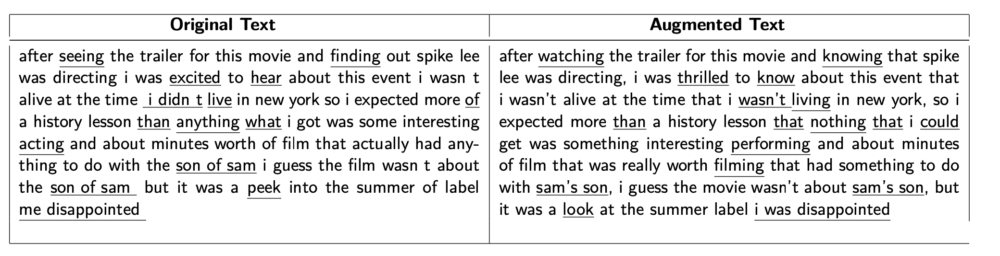 Original Text
after seeing the trailer for this movie and finding out spike lee
was directing i was excited to hear about this event i wasn t
alive at the time i didn t live in new york so i expected more of
a history lesson than anything what i got was some interesting
acting and about minutes worth of film that actually had any-
thing to do with the son of sam i guess the film wasn t about
the son of sam but it was a peek into the summer of label
me disappointed
Augmented Text
after watching the trailer for this movie and knowing that spike
lee was directing, i was thrilled to know about this event that
i wasn't alive at the time that i wasn't living in new york, so i
expected more than a history lesson that nothing that i could
get was something interesting performing and about minutes
of film that was really worth filming that had something to do
with sam's son, i guess the movie wasn't about sam's son, but
it was a look at the summer label i was disappointed